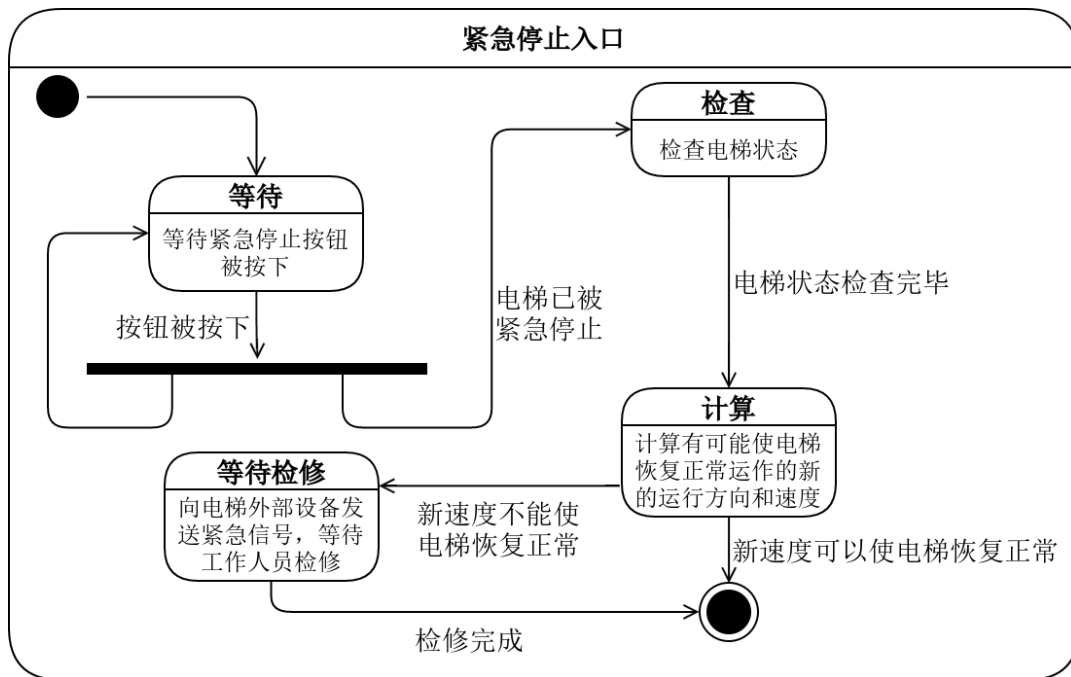 紧急停止入口
检查
检查电梯状态
等待
等待紧急停止按钮
被按下
按钮被按下
电梯已被
紧急停止
电梯状态检查完毕
计算
计算有可能使电梯
恢复正常运作的新
的运行方向和速度
等待检修
向电梯外部设备发
送紧急信号，等待
工作人员检修
新速度不能使
电梯恢复正常
新速度可以使电梯恢复正常
检修完成